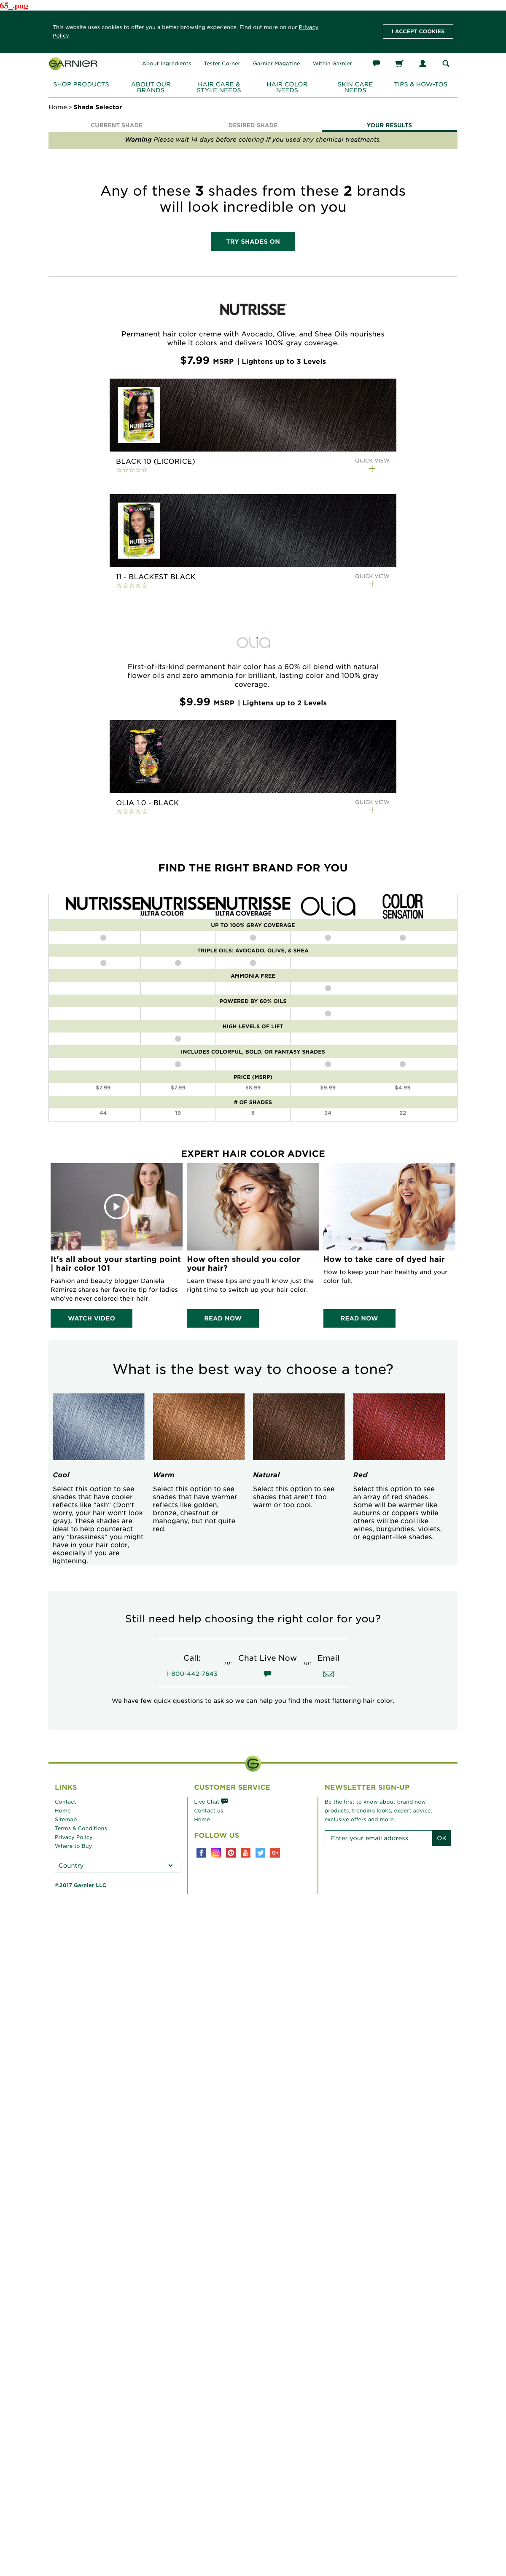 65_.png
This website uses cookies to offer you a better browsing experience. Find out more on our Privacy
Policy
I ACCEPT COOKIES
GARNIER
About Ingredients
Tester Corner
Garnier Magazine
Within Garnier
SHOP PRODUCTS
ABOUT OUR
BRANDS
HAIR CARE &
STYLE NEEDS
HAIR COLOR
NEEDS
SKIN CARE
NEEDS
TIPS & HOW-TOS
Home > Shade Selector
CURRENT SHADE
DESIRED SHADE
YOUR RESULTS
Warning Please wait 14 days before coloring if you used any chemical treatments.
Any of these 3 shades from these 2 brands
will look incredible on you
TRY SHADES ON
NUTRISSE
Permanent hair color creme with Avocado, Olive, and Shea Oils nourishes
while it colors and delivers 100% gray coverage.
$7.99 MSRP | Lightens up to 3 Levels
NUTRISSE
BLACK 10 (LICORICE)
QUICK VIEW
NUTRISSE
11 - BLACKEST BLACK
QUICK VIEW
OLIA
First-of-its-kind permanent hair color has a 60% oil blend with natural
flower oils and zero ammonia for brilliant, lasting color and 100% gray
coverage.
$9.99 MSRP | Lightens up to 2 Levels
OLIA 1.0 - BLACK
QUICK VIEW
FIND THE RIGHT BRAND FOR YOU
NUTRISSE
NUTRISSE
ULTRA COLOR
NUTRISSE
ULTRA COVERAGE
OLIA
COLOR
SENSATION
UP TO 100% GRAY COVERAGE
TRIPLE OILS: AVOCADO, OLIVE, & SHEA
AMMONIA FREE
POWERED BY 60% OILS
HIGH LEVELS OF LIFT
INCLUDES COLORFUL, BOLD, OR FANTASY SHADES
PRICE (MSRP)
$7.99 $7.99 $8.99 $9.99 $4.99
# OF SHADES
44 19 8 34 22
EXPERT HAIR COLOR ADVICE
It's all about your starting point
| hair color 101
Fashion and beauty blogger Daniela
Ramirez shares her favorite tip for ladies
who've never colored their hair.
WATCH VIDEO
How often should you color
your hair?
Learn these tips and you'll know just the
right time to switch up your hair color.
READ NOW
How to take care of dyed hair
How to keep your hair healthy and your
color full.
READ NOW
What is the best way to choose a tone?
Cool
Select this option to see
shades that have cooler
reflects like "ash" (Don't
worry, your hair won't look
gray). These shades are
ideal to help counteract
any "brassiness" you might
have in your hair color,
especially if you are
lightening.
Warm
Select this option to see
shades that have warmer
reflects like golden,
bronze, chestnut or
mahogany, but not quite
red.
Natural
Select this option to see
shades that aren't too
warm or too cool.
Red
Select this option to see
an array of red shades.
Some will be warmer like
auburns or coppers while
others will be cool like
wines, burgundies, violets,
or eggplant-like shades.
Still need help choosing the right color for you?
Call:
1-800-442-7643
or
Chat Live Now
or
Email
We have few quick questions to ask so we can help you find the most flattering hair color.
G
LINKS
Contact
Home
Sitemap
Terms & Conditions
Privacy Policy
Where to Buy
Country
©2017 Garnier LLC
CUSTOMER SERVICE
Live Chat
Contact us
Home
FOLLOW US
NEWSLETTER SIGN-UP
Be the first to know about brand new
products, trending looks, expert advice,
exclusive offers and more.
Enter your email address
OK